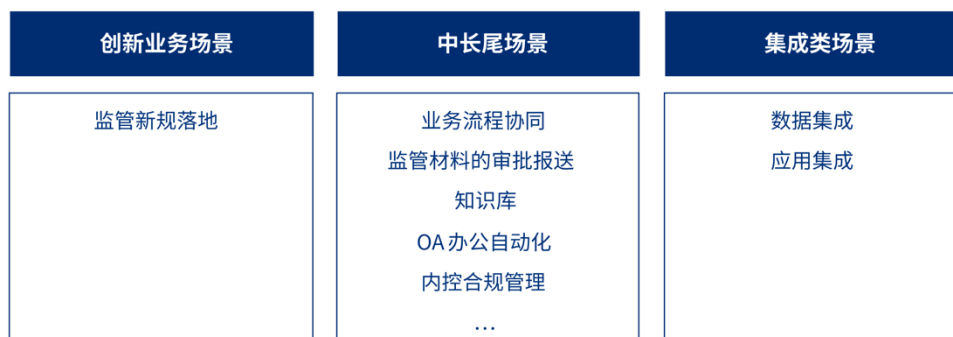 创新业务场景
监管新规落地
中长尾场景
业务流程协同
监管材料的审批报送
知识库
OA办公自动化
内控合规管理
…
集成类场景
数据集成
应用集成